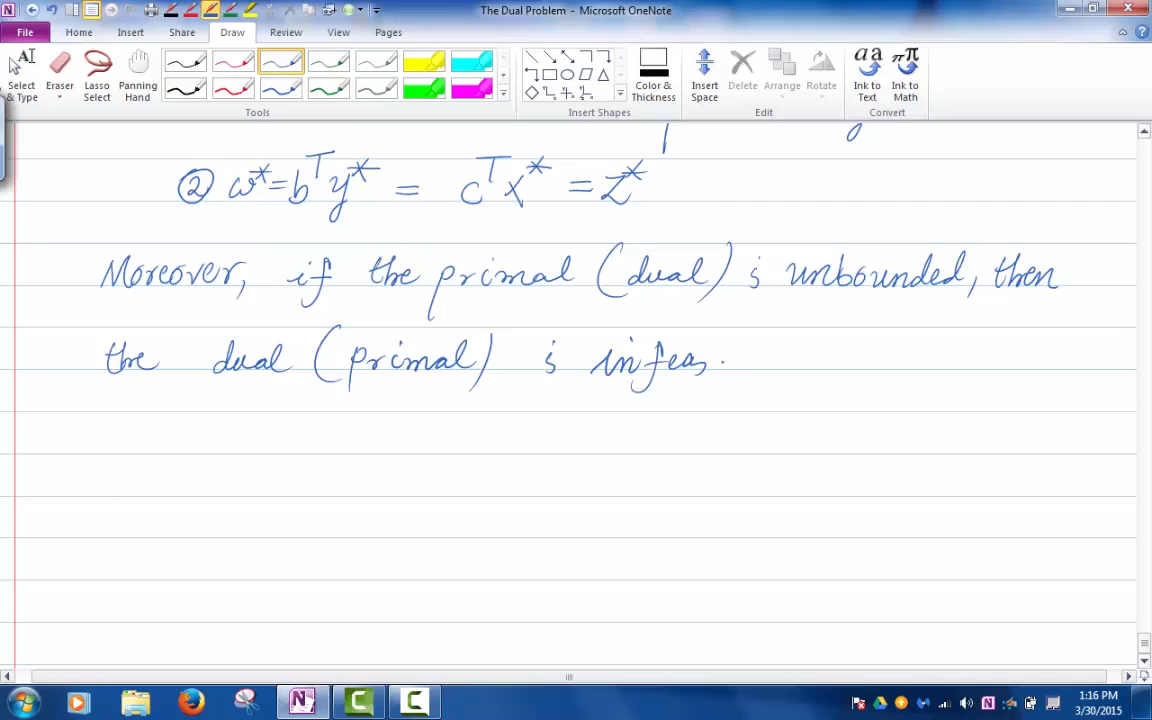 The Dual Problem - Microsoft OneNote
File Home Insert Share Draw Review View Pages
Select & Type
Eraser
Lasso Select
Panning Hand
Color & Thickness
Insert Space
Delete
Arrange
Rotate
Ink to Text
Ink to Math
Tools
Insert Shapes
Edit
Convert
② w* = bᵀy* = cᵀx* = Z*
Moreover, if the primal (dual) is unbounded, then
the dual (primal) is infeas.
1:16 PM
3/30/2015